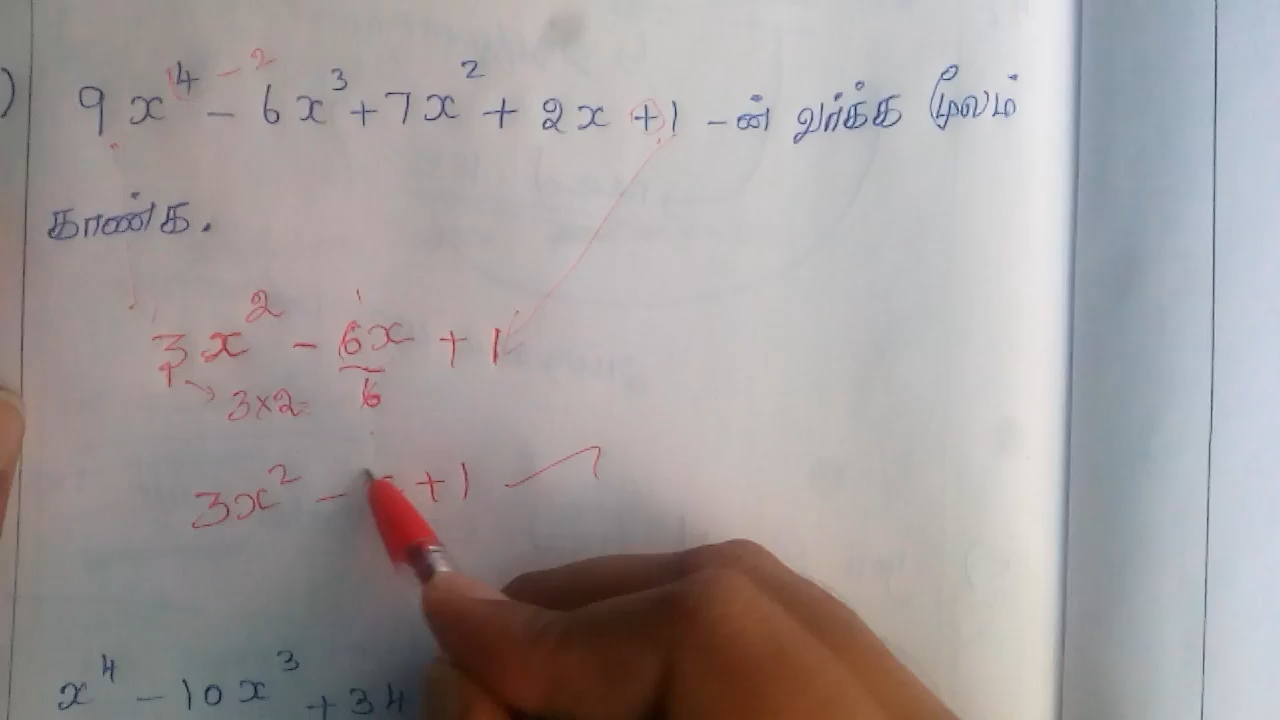 ) 9x⁴ - 6x³ + 7x² + 2x + 1 -ன் வர்க்க மூலம்
காண்க.
3x² - 6x/6 + 1
3×2=
3x² - x + 1
x⁴ - 10x³ + 34